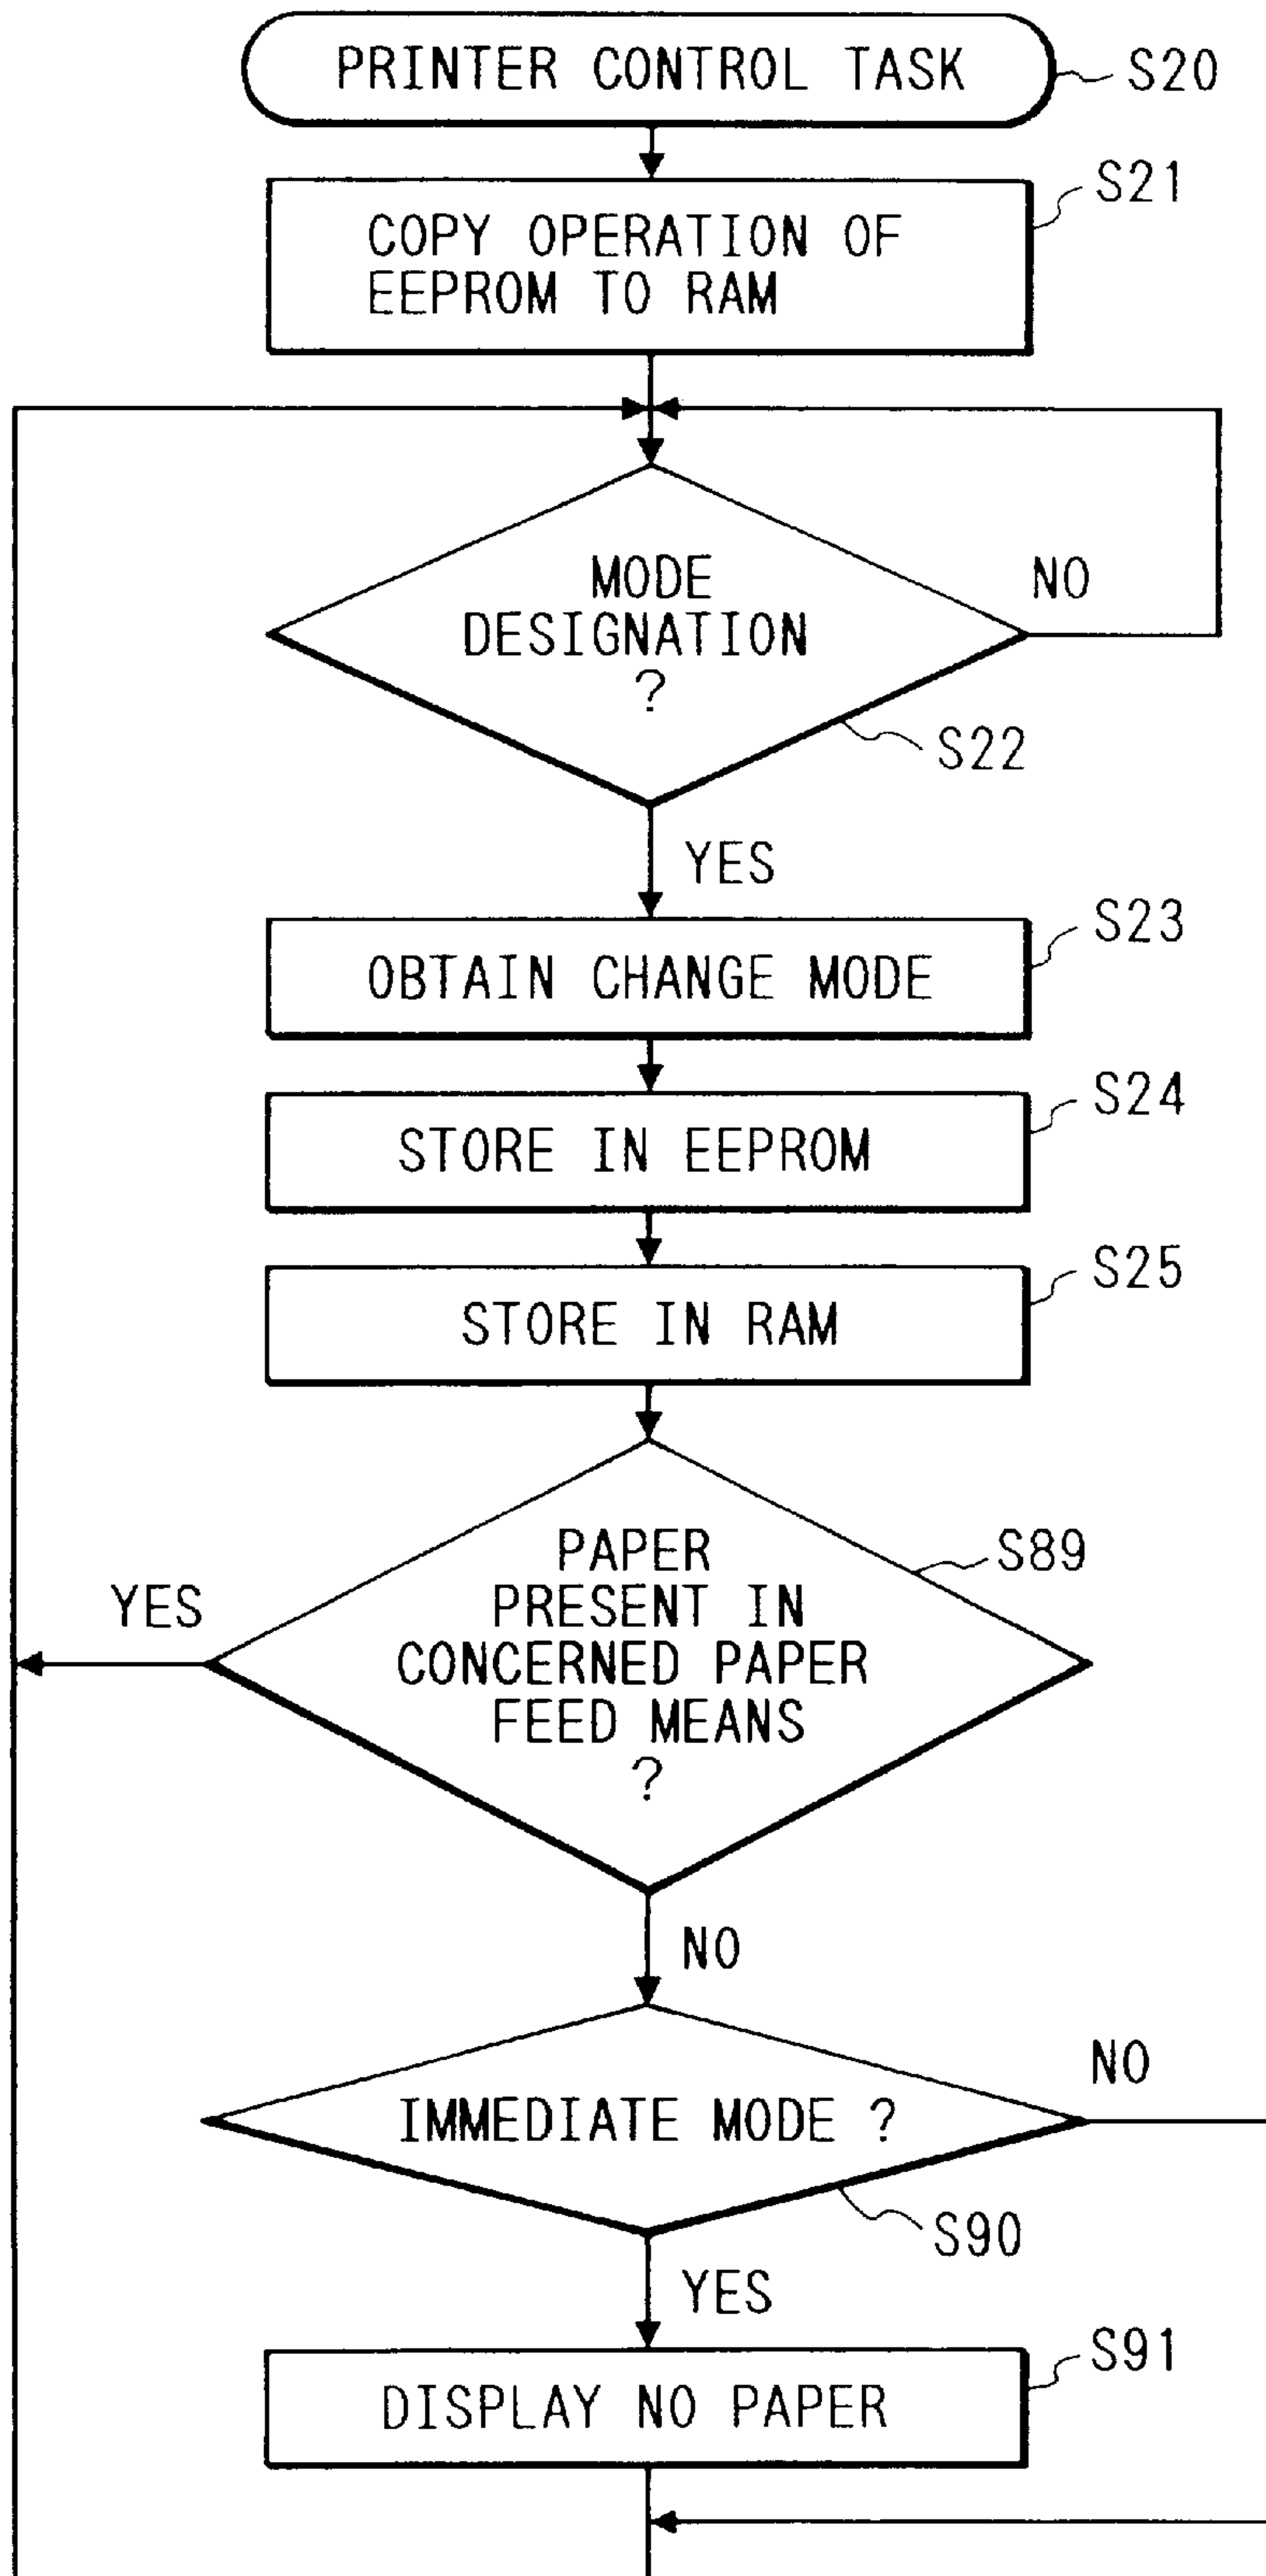 PRINTER CONTROL TASK
S20
S21
COPY OPERATION OF
EEPROM TO RAM
MODE
DESIGNATION
?
NO
S22
YES
S23
OBTAIN CHANGE MODE
S24
STORE IN EEPROM
S25
STORE IN RAM
S89
PAPER
PRESENT IN
CONCERNED PAPER
FEED MEANS
?
YES
NO
NO
IMMEDIATE MODE ?
S90
YES
S91
DISPLAY NO PAPER